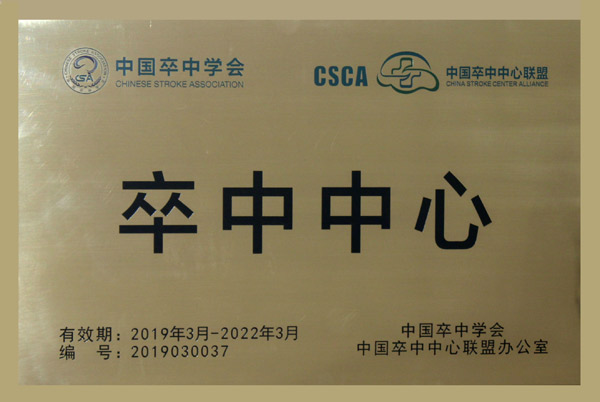 中国卒中学会
CHINESE STROKE ASSOCIATION
CSA
CSCA
中国卒中中心联盟
CHINA STROKE CENTER ALLIANCE
卒中中心
有效期：2019年3月-2022年3月
编 号：2019030037
中国卒中学会
中国卒中中心联盟办公室